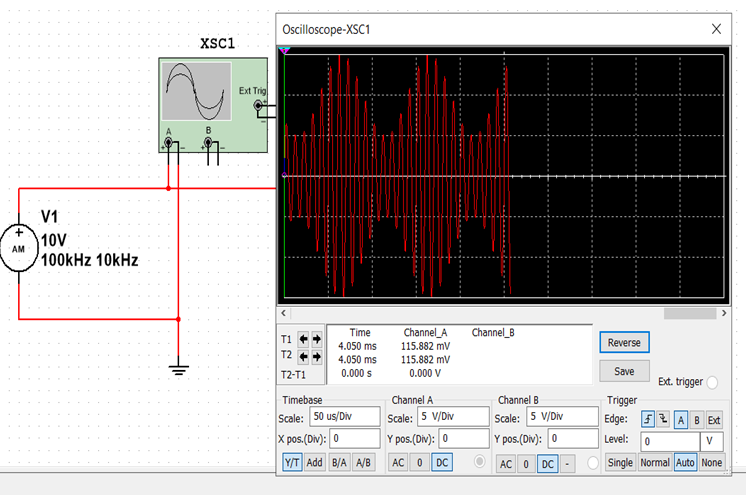 XSC1
Ext Trig
+
A
B
+ - + - -
V1
+
AM
10V
100kHz 10kHz
Oscilloscope-XSC1
Time Channel_A Channel_B
T1 4.050 ms 115.882 mV
T2 4.050 ms 115.882 mV
T2-T1 0.000 s 0.000 V
Reverse
Save
Ext. trigger
Timebase Channel A Channel B Trigger
Scale: 50 us/Div Scale: 5 V/Div Scale: 5 V/Div Edge: A B Ext
X pos.(Div): 0 Y pos.(Div): 0 Y pos.(Div): 0 Level: 0 V
Y/T Add B/A A/B AC 0 DC AC 0 DC - Single Normal Auto None